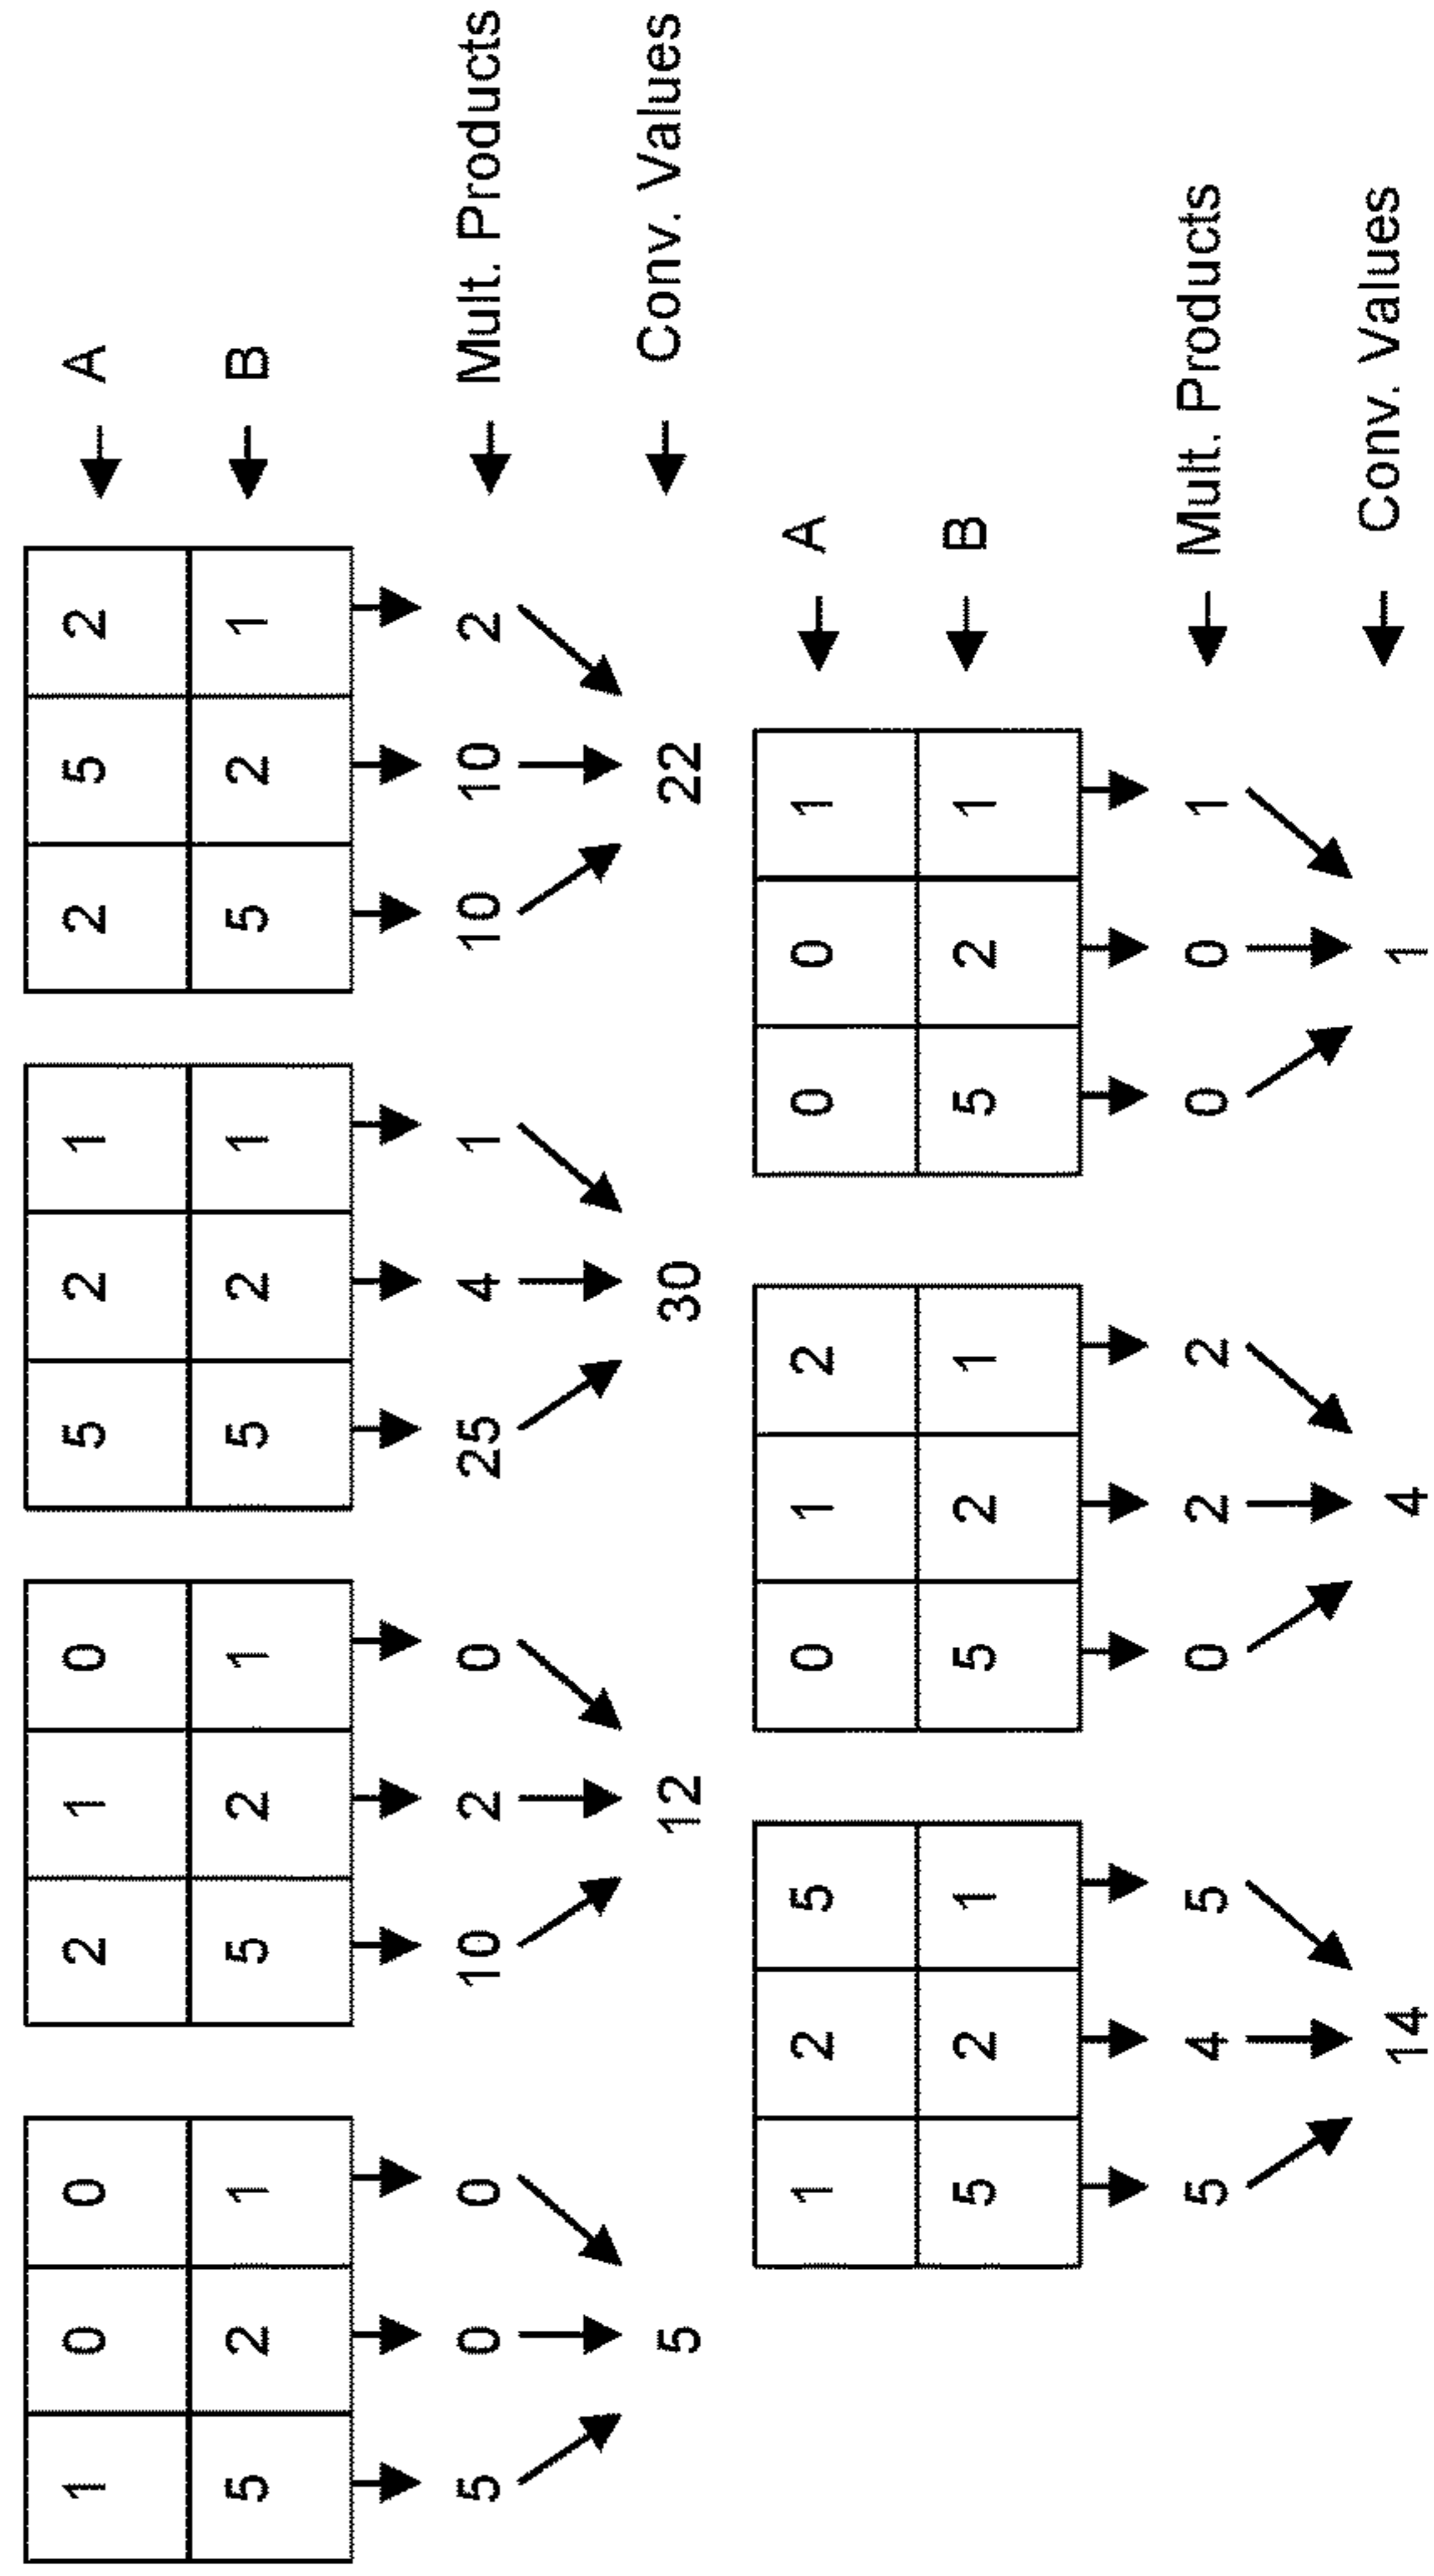 1 0 0 2 1 0 5 2 1 2 5 2 ← A
5 2 1 5 2 1 5 2 1 5 2 1 ← B
5 0 0 10 2 0 25 4 1 10 10 2 ← Mult. Products
5 12 30 22 ← Conv. Values
1 2 5 0 1 2 0 0 1 ← A
5 2 1 5 2 1 5 2 1 ← B
5 4 5 0 2 2 0 0 1 ← Mult. Products
14 4 1 ← Conv. Values